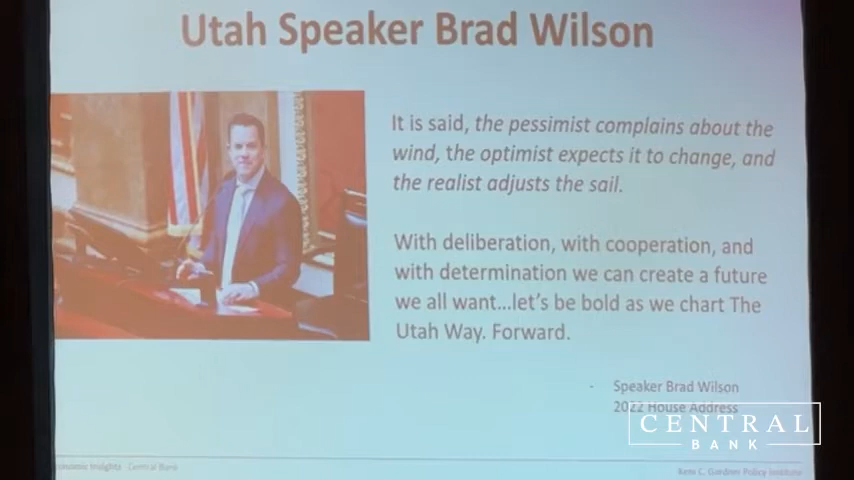 Utah Speaker Brad Wilson
It is said, the pessimist complains about the
wind, the optimist expects it to change, and
the realist adjusts the sail.
With deliberation, with cooperation, and
with determination we can create a future
we all want...let's be bold as we chart The
Utah Way. Forward.
- Speaker Brad Wilson
2022 House Address
CENTRAL
BANK
Economic Insights Central Bank
Kem C. Gardner Policy Institute